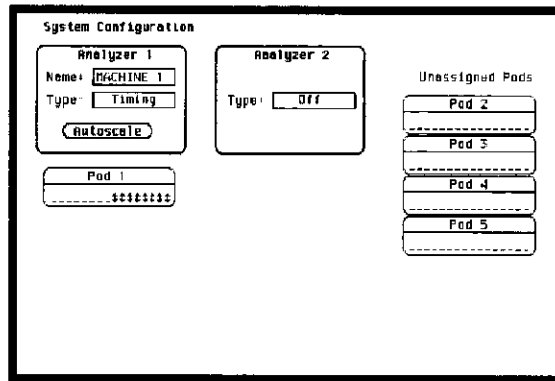 System Configuration
Analyzer 1
Name: MACHINE 1
Type: Timing
Autoscale
Pod 1
Analyzer 2
Type: Off
Unassigned Pods
Pod 2
Pod 3
Pod 4
Pod 5